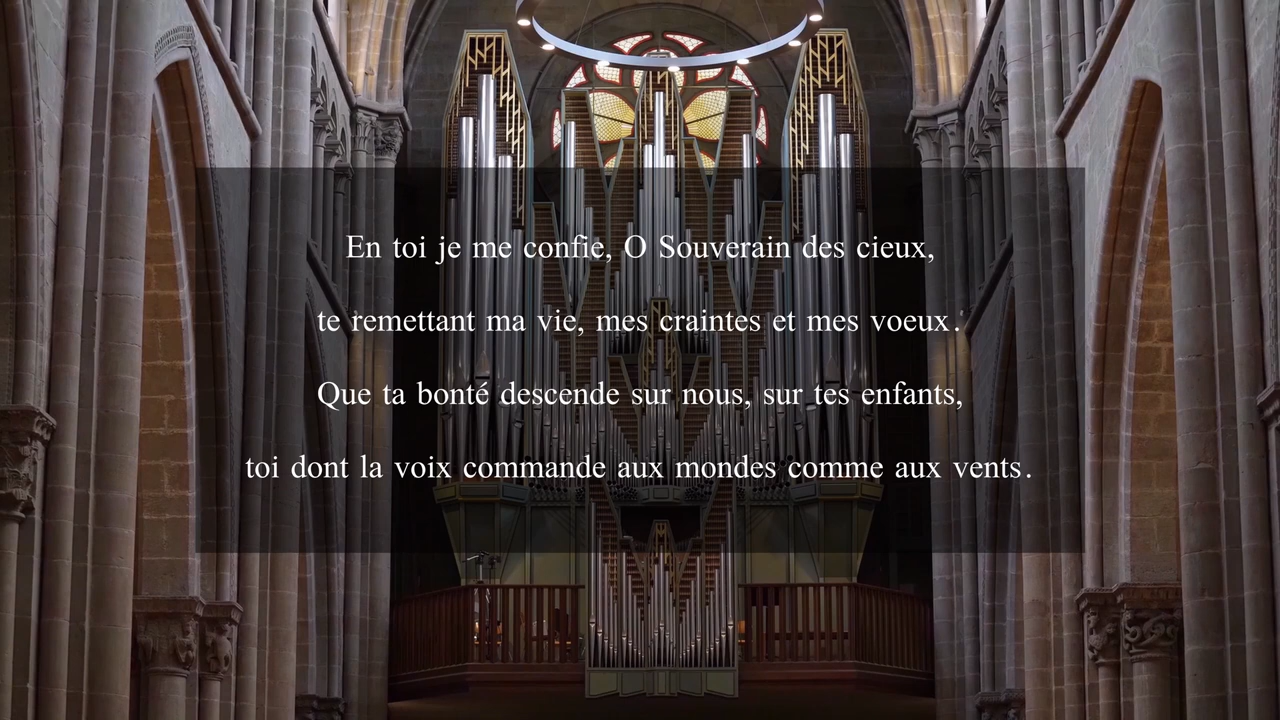 En toi je me confie, O Souverain des cieux,
te remettant ma vie, mes craintes et mes voeux.
Que ta bonté descende sur nous, sur tes enfants,
toi dont la voix commande aux mondes comme aux vents.